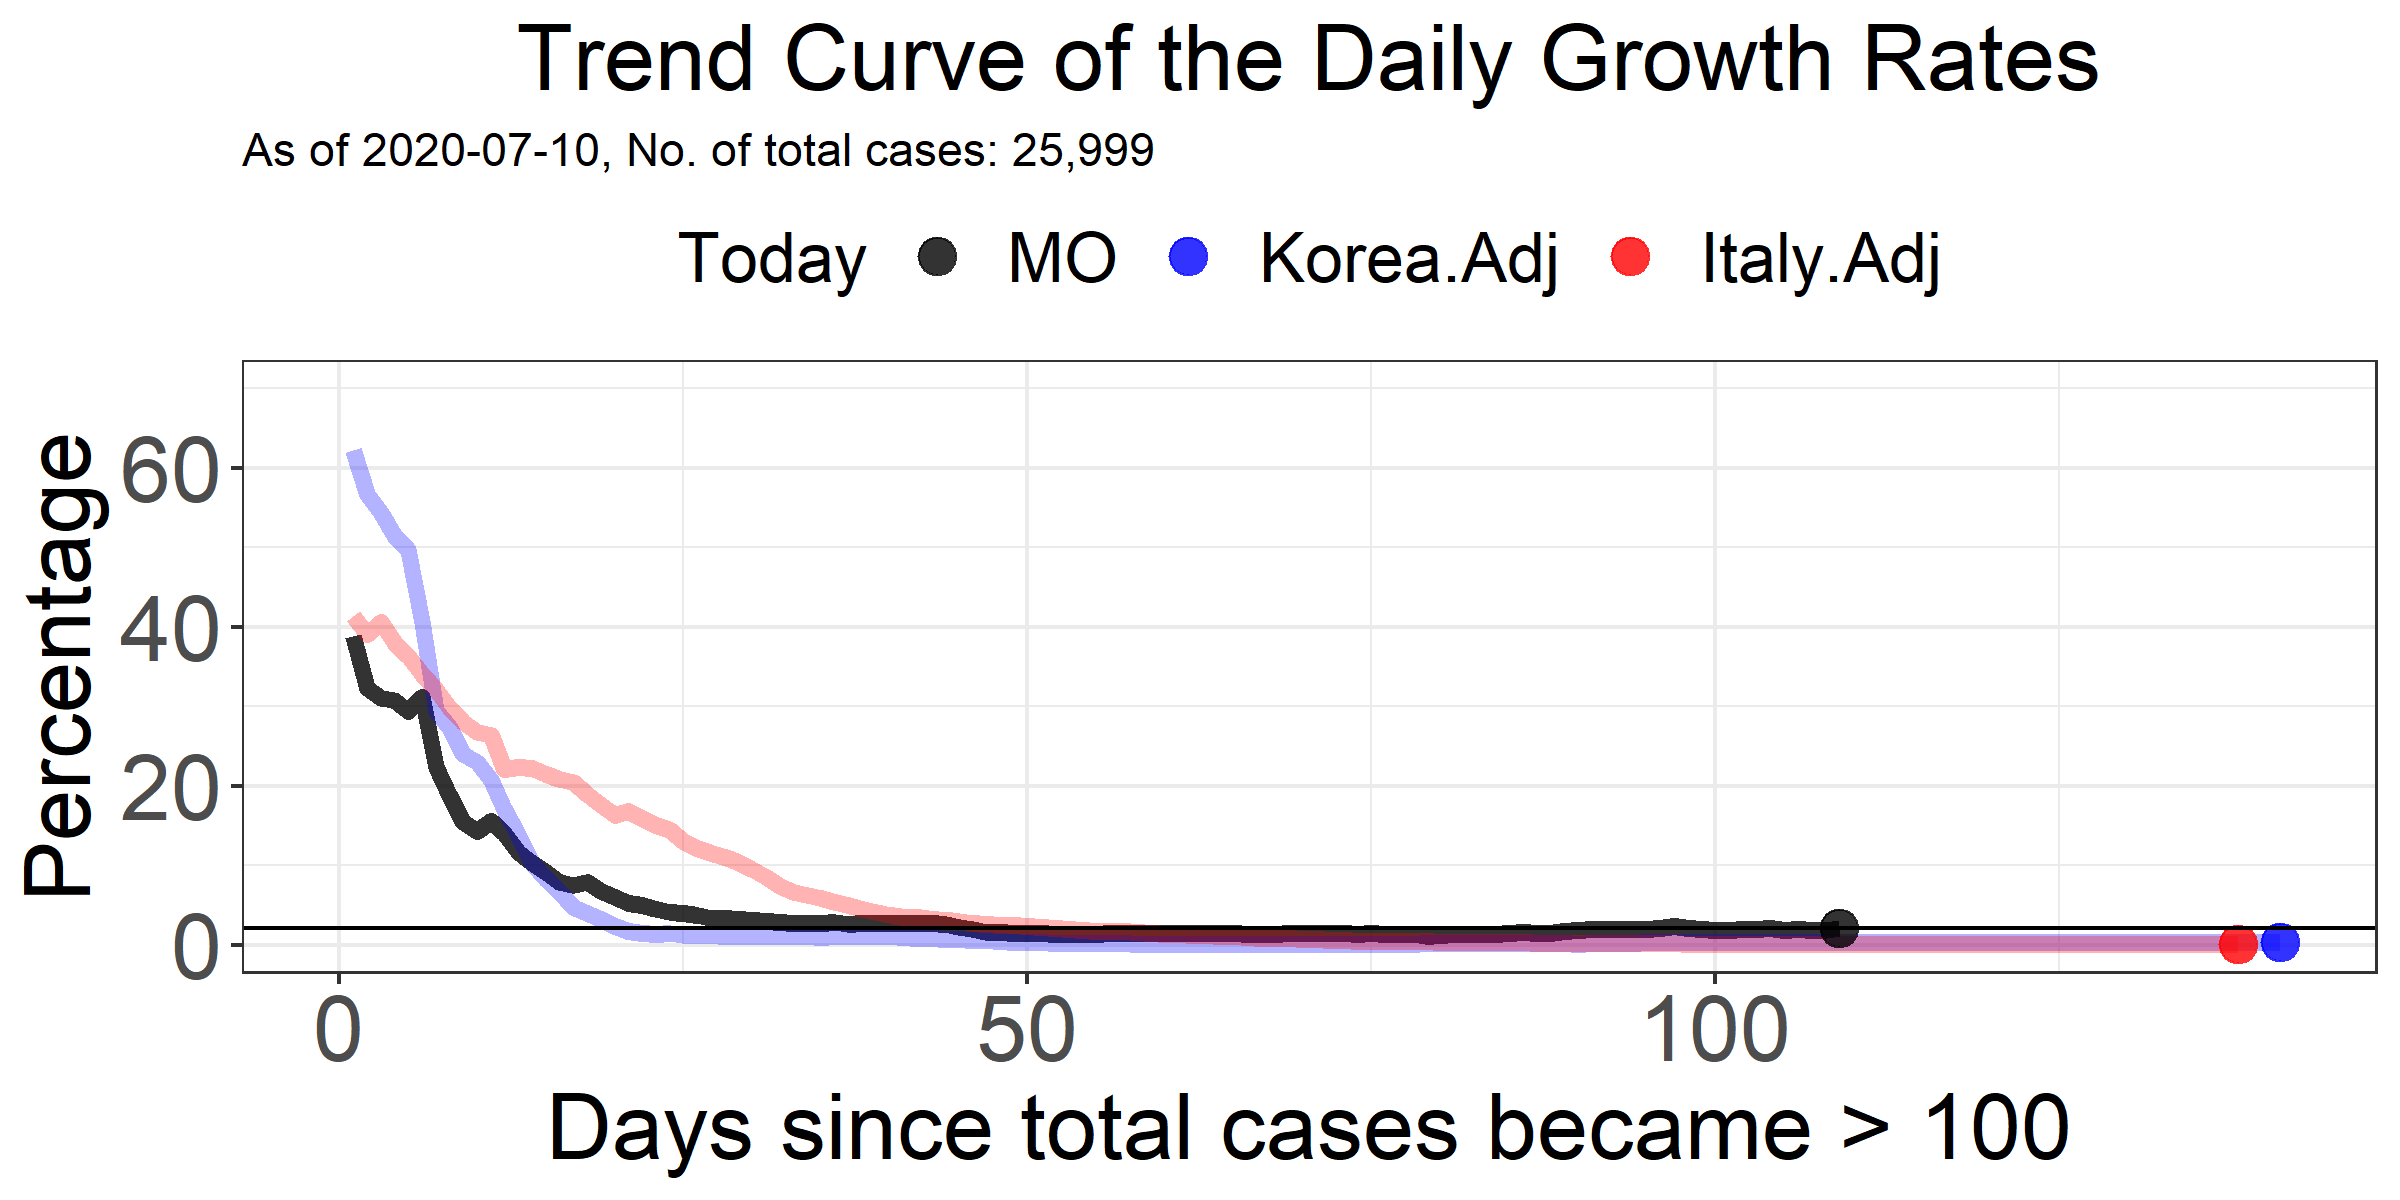 Trend Curve of the Daily Growth Rates
As of 2020-07-10, No. of total cases: 25,999
Today MO Korea.Adj Italy.Adj
Percentage
60
40
20
0
0 50 100
Days since total cases became > 100